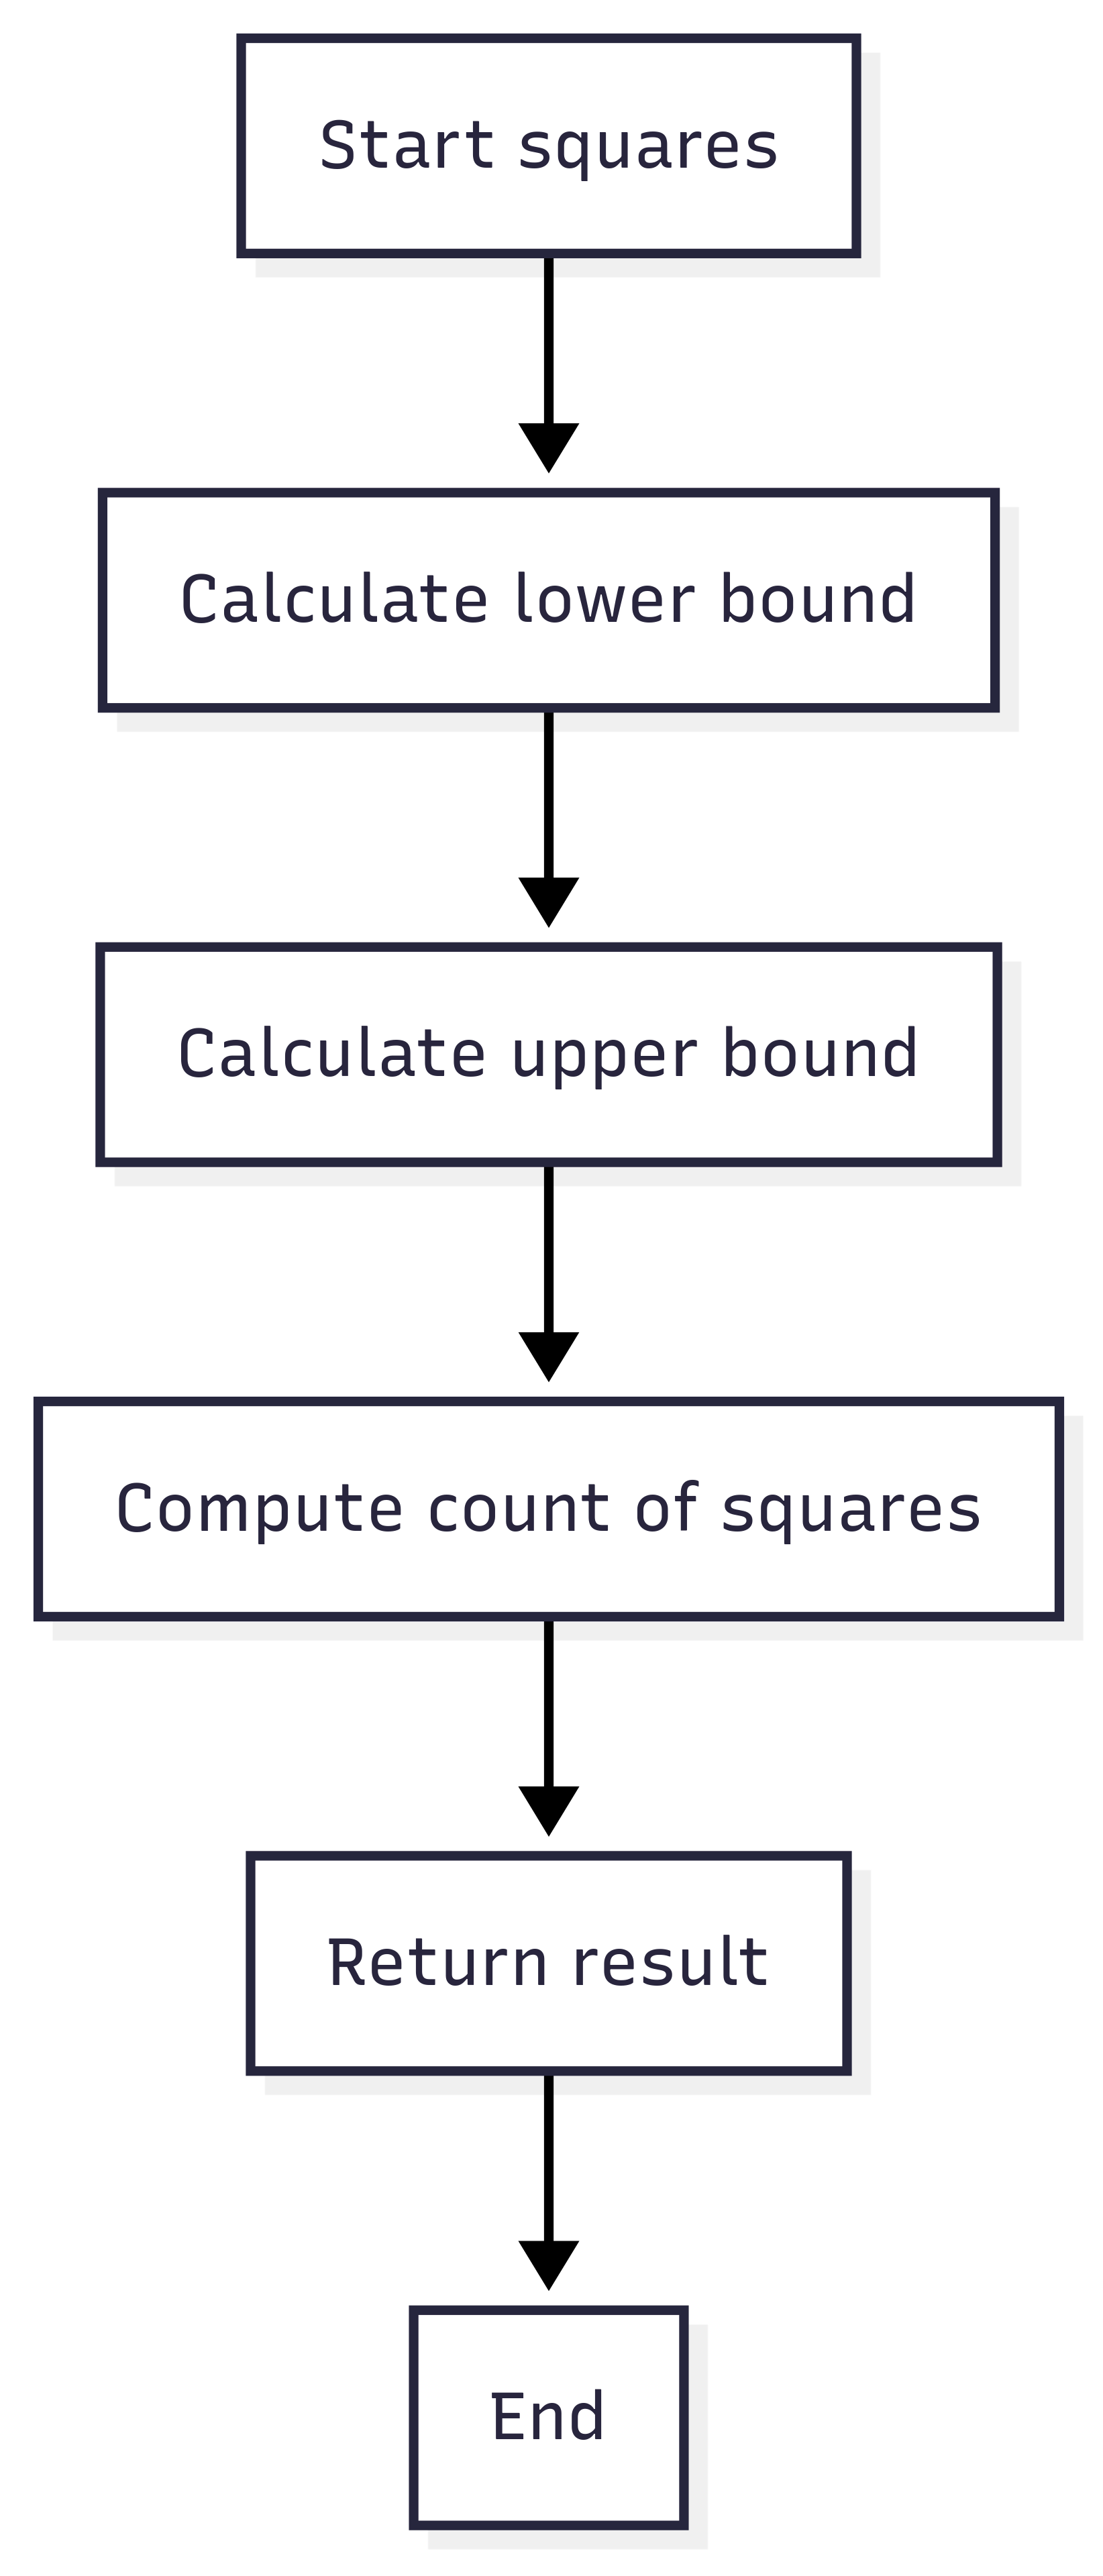 Start squares
Calculate lower bound
Calculate upper bound
Compute count of squares
Return result
End